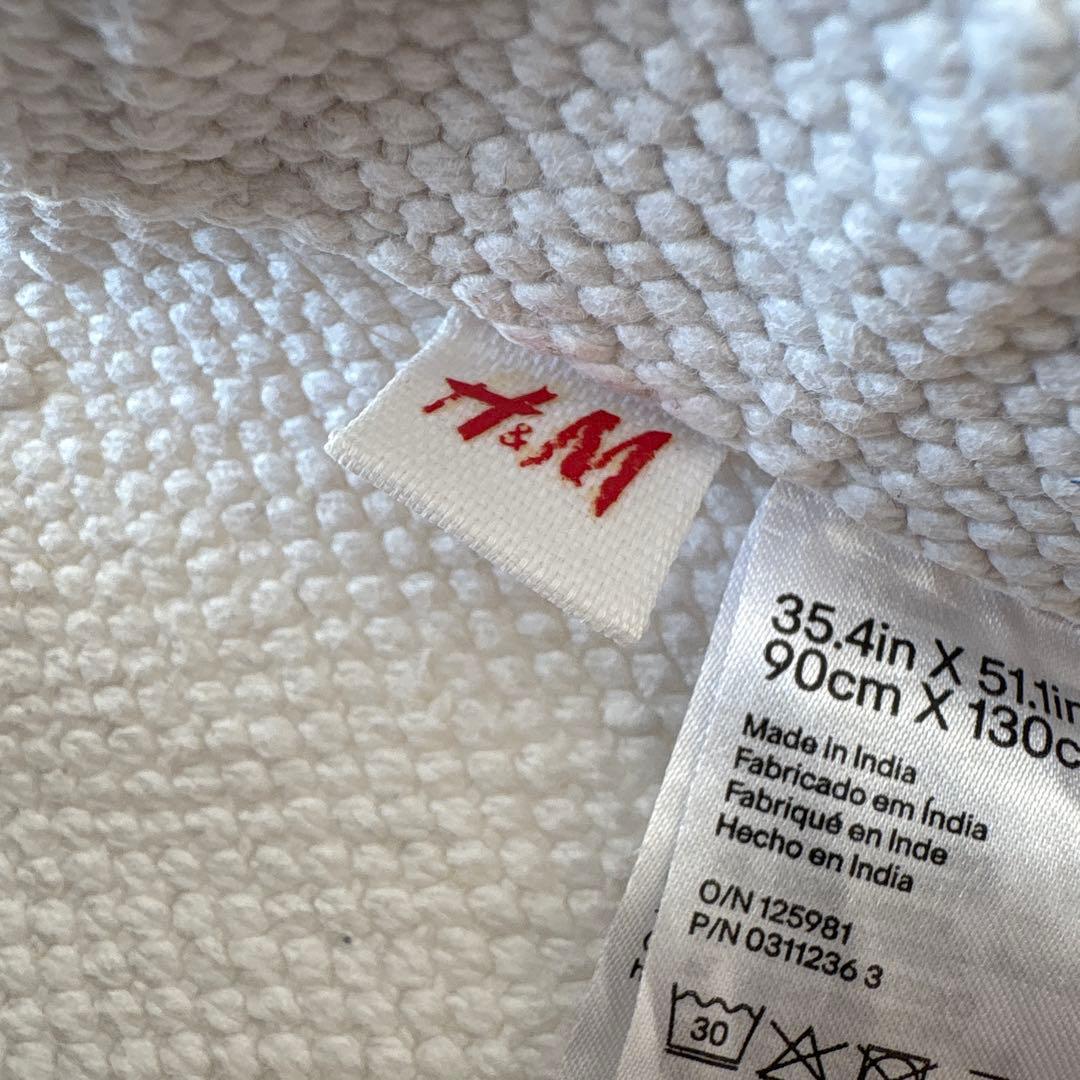 H&M
35.4in X 51.1in
90cm X 130c
Made in India
Fabricado em Índia
Fabriqué en Inde
Hecho en India
O/N 125981
P/N 0311236 3
30